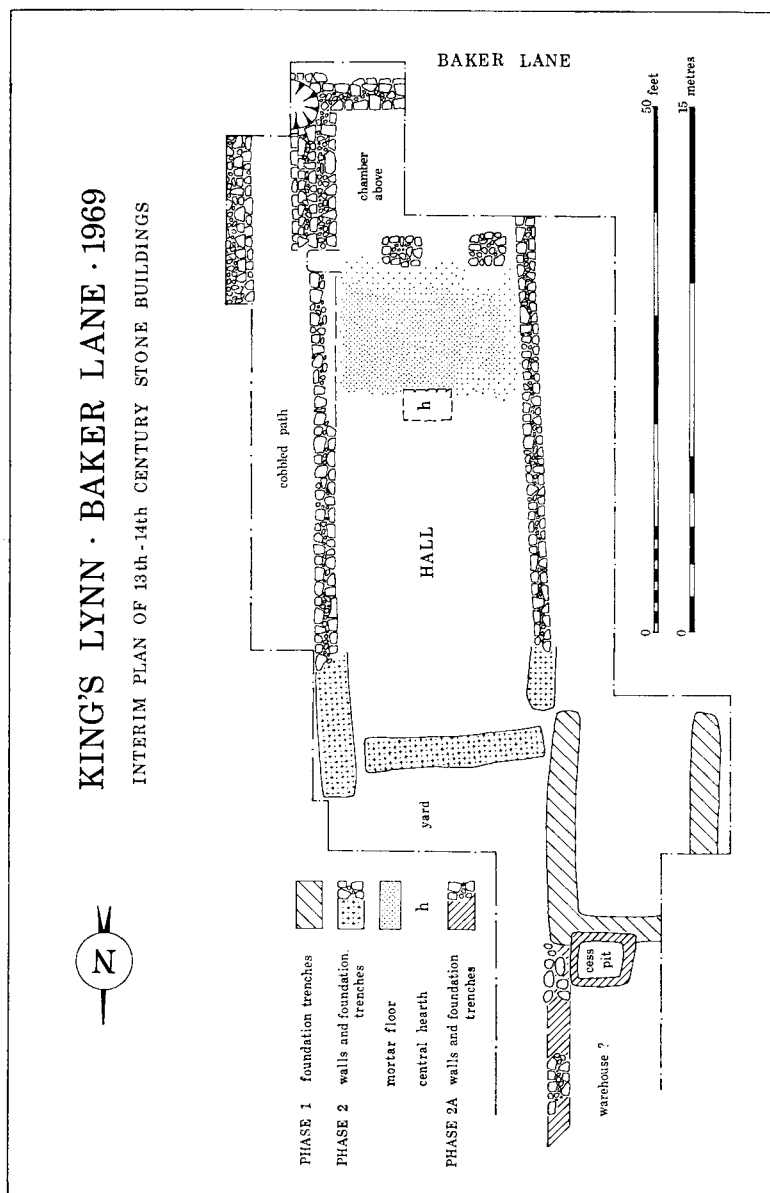 KING'S LYNN · BAKER LANE · 1969
INTERIM PLAN OF 13th-14th CENTURY STONE BUILDINGS
N
BAKER LANE
chamber
above
cobbled path
h
HALL
yard
cess
pit
warehouse ?
PHASE 1 foundation trenches
PHASE 2 walls and foundation.
trenches
mortar floor
h central hearth
PHASE 2A walls and foundation
trenches
0 50 feet
0 15 metres